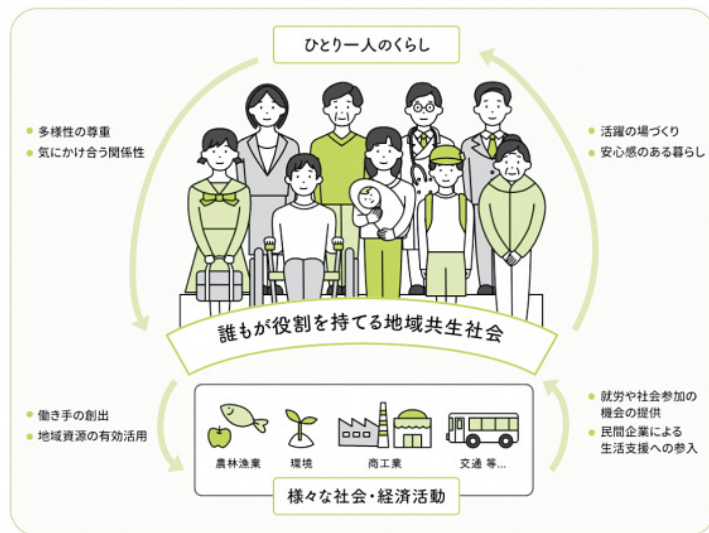 ひとり一人のくらし
● 多様性の尊重
● 気にかけ合う関係性
● 活躍の場づくり
● 安心感のある暮らし
誰もが役割を持てる地域共生社会
● 働き手の創出
● 地域資源の有効活用
● 就労や社会参加の
機会の提供
● 民間企業による
生活支援への参入
農林漁業
環境
商工業
交通 等...
様々な社会・経済活動